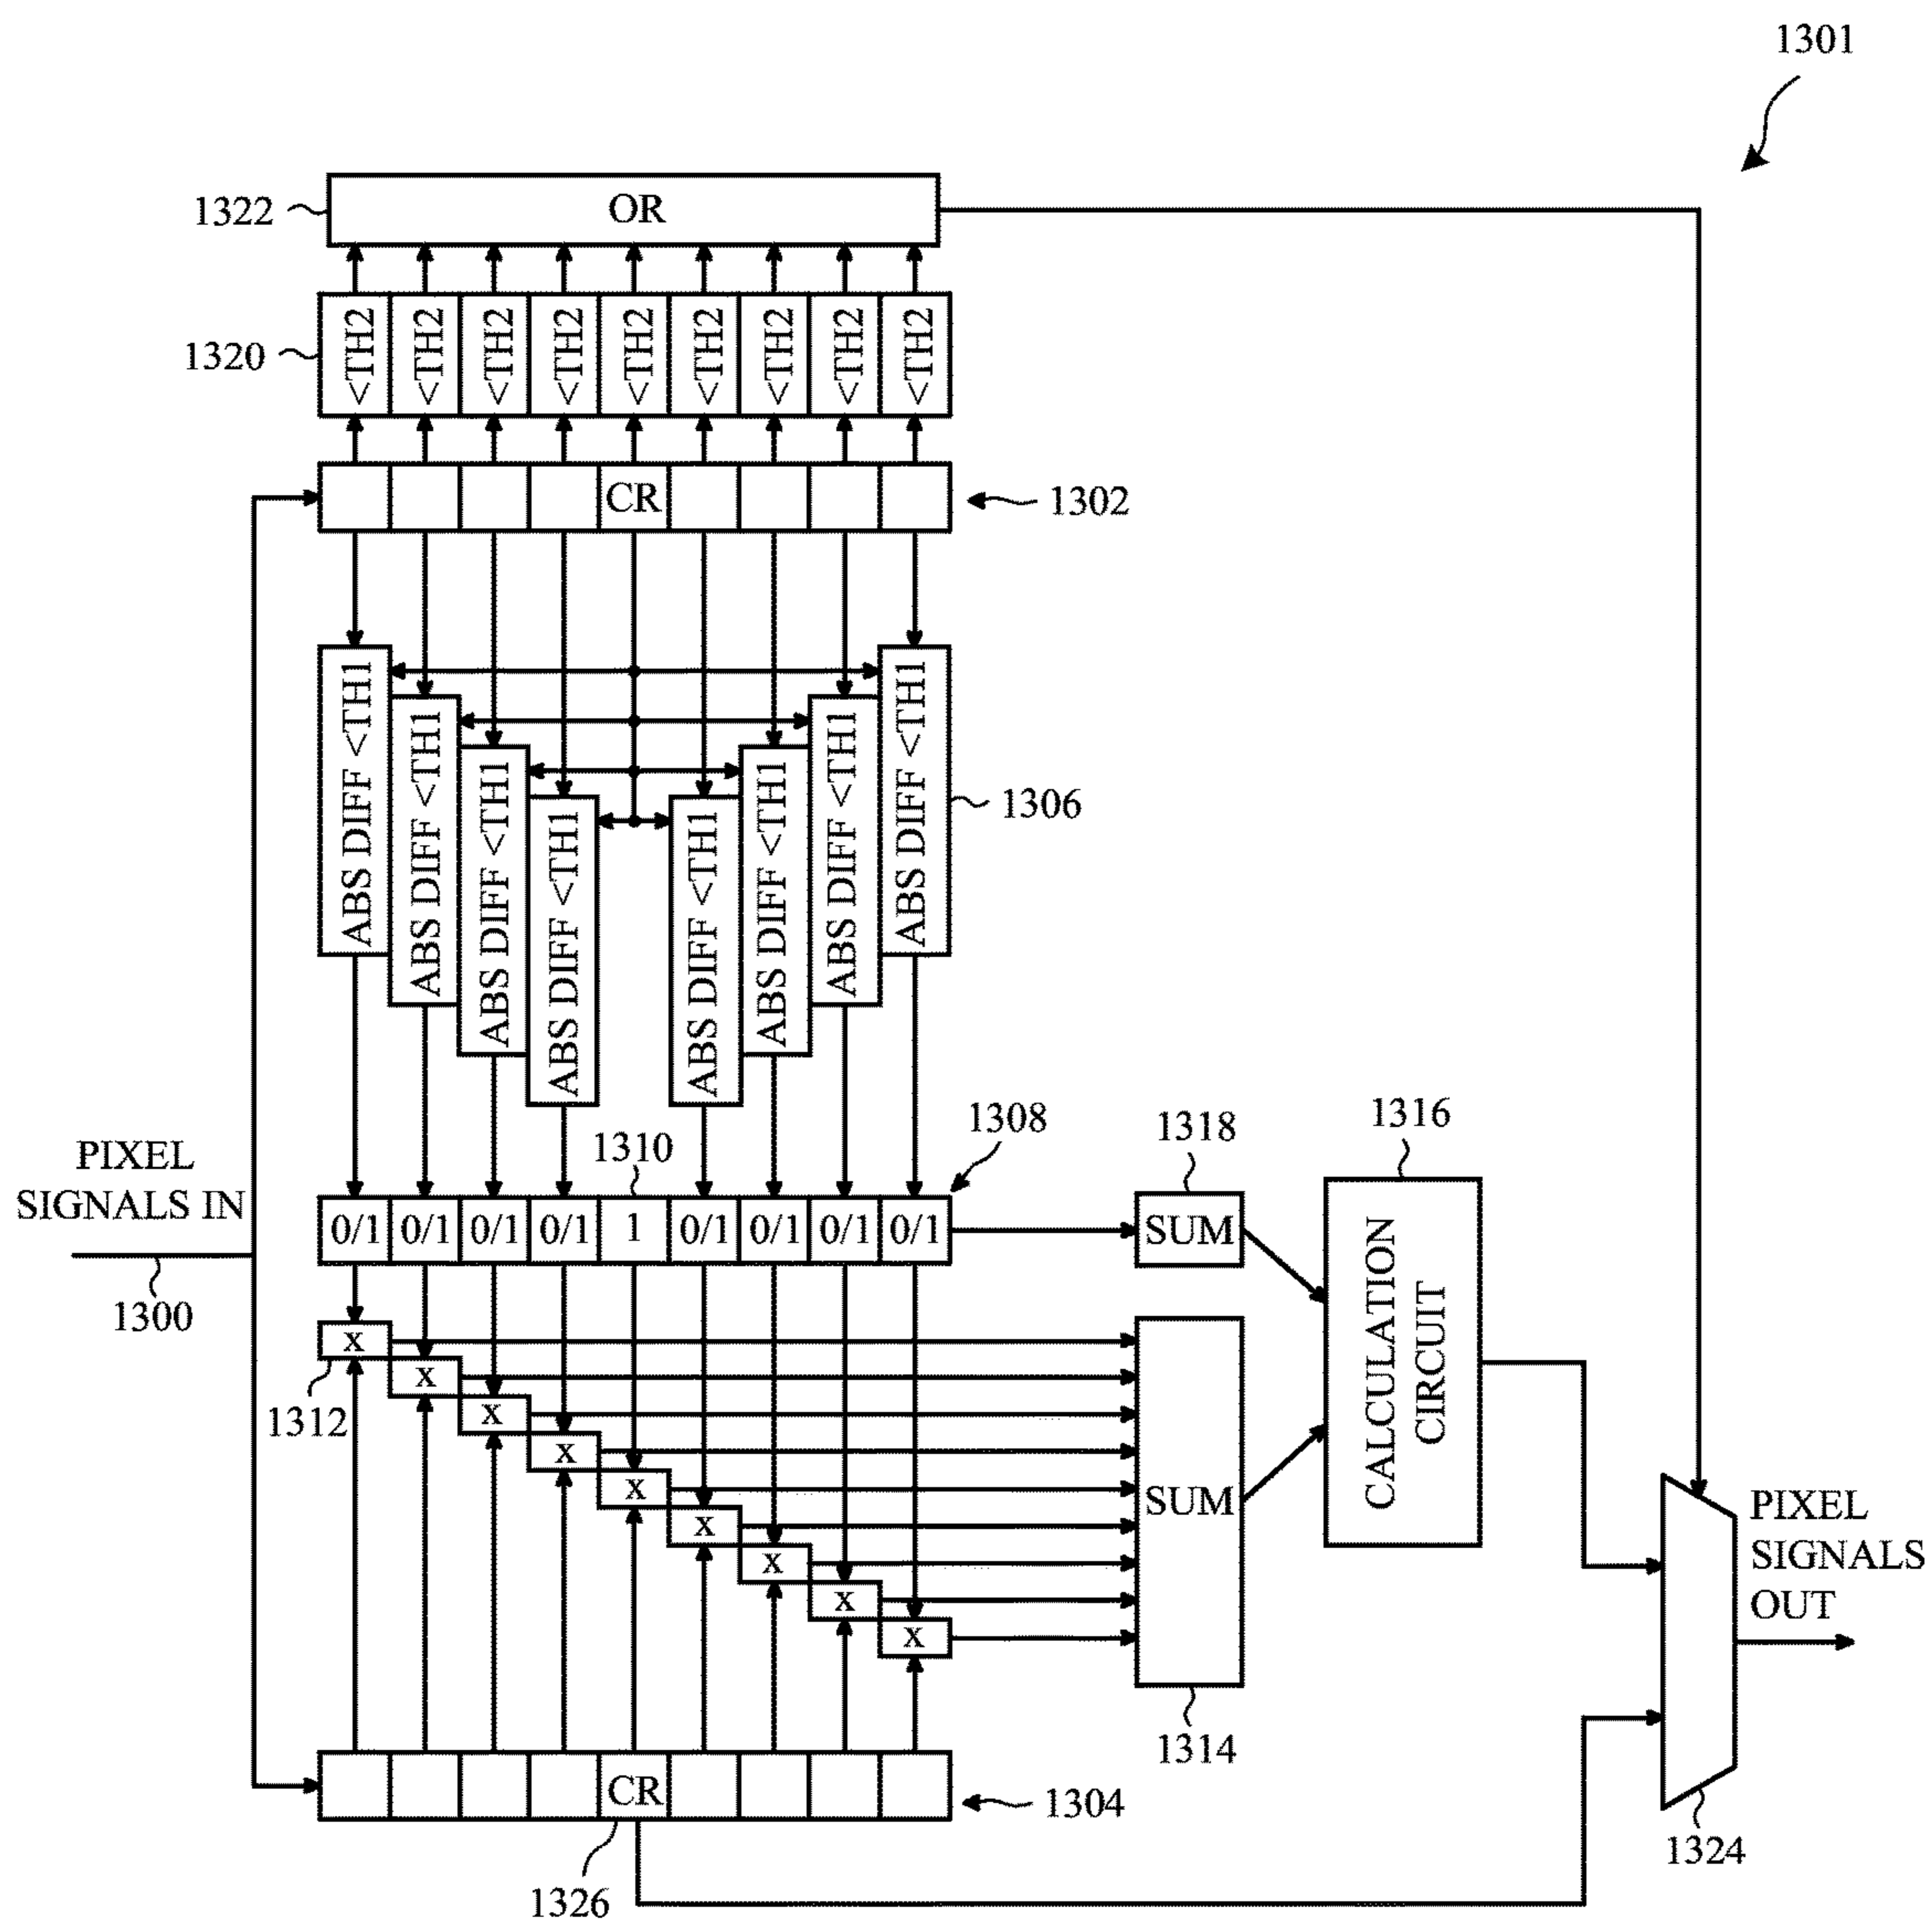 1301
1322
OR
1320
<TH2 <TH2 <TH2 <TH2 <TH2 <TH2 <TH2 <TH2 <TH2
CR
1302
ABS DIFF <TH1
ABS DIFF <TH1
ABS DIFF <TH1
ABS DIFF <TH1
ABS DIFF <TH1
ABS DIFF <TH1
ABS DIFF <TH1
ABS DIFF <TH1
1306
PIXEL
SIGNALS IN
1300
1310
1308
0/1 0/1 0/1 0/1 1 0/1 0/1 0/1 0/1
1318
SUM
1316
CALCULATION
CIRCUIT
x
x
x
x
x
x
x
x
x
1312
SUM
1314
PIXEL
SIGNALS
OUT
CR
1304
1326
1324